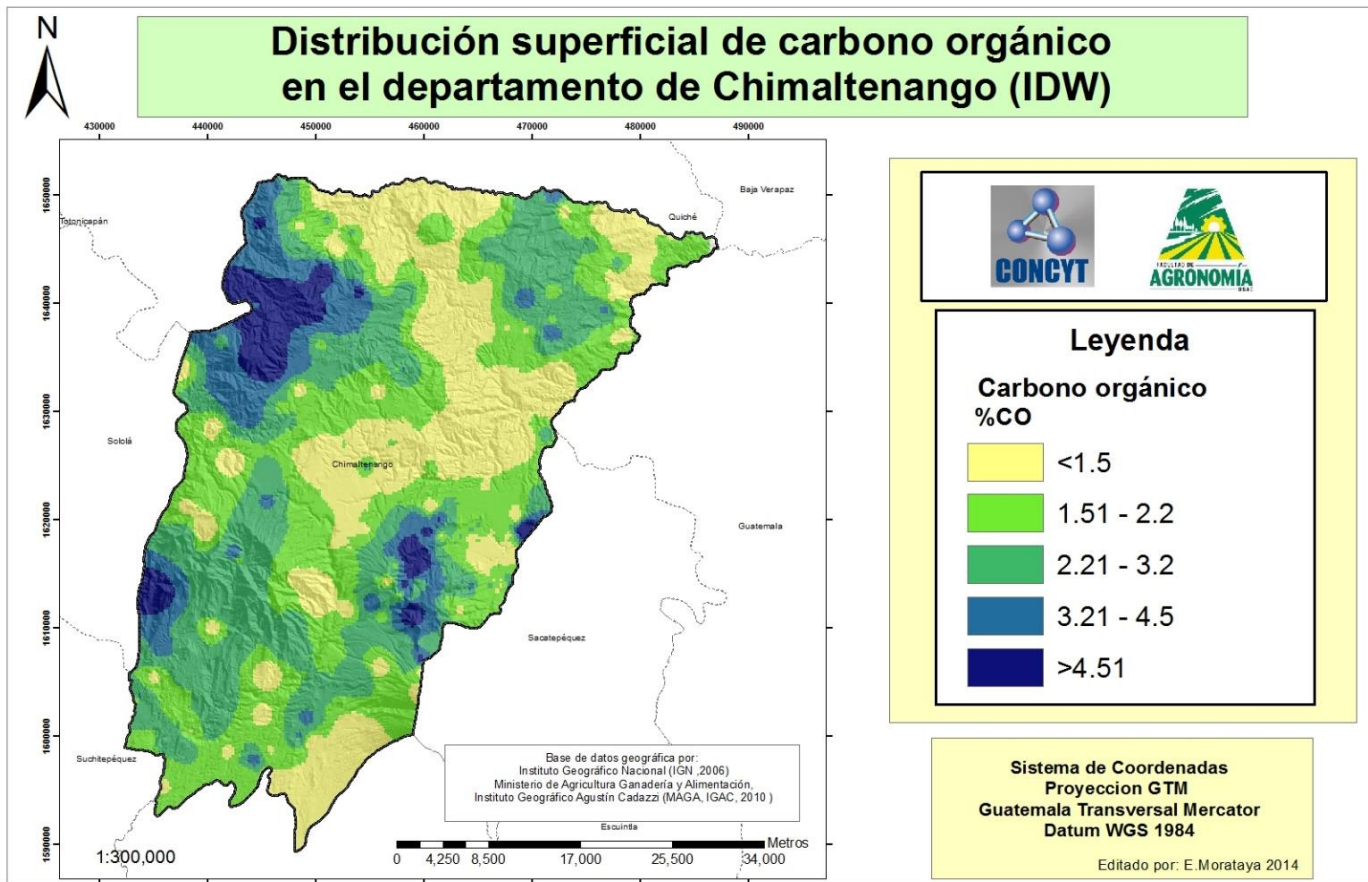 N
Distribución superficial de carbono orgánico
en el departamento de Chimaltenango (IDW)
430000 440000 450000 460000 470000 480000 490000
1650000
1640000
1630000
1620000
1610000
1600000
1590000
Baja Verapaz
Quiché
Totonicapán
Sololá
Chimaltenango
Guatemala
Sacatepéquez
Suchitepéquez
Escuintla
Base de datos geográfica por:
Instituto Geográfico Nacional (IGN ,2006)
Ministerio de Agricultura Ganadería y Alimentación,
Instituto Geográfico Agustín Cadazzi (MAGA, IGAC, 2010 )
1:300,000
Metros
0 4,250 8,500 17,000 25,500 34,000
CONCYT
FACULTAD DE
AGRONOMÍA
Leyenda
Carbono orgánico
%CO
<1.5
1.51 - 2.2
2.21 - 3.2
3.21 - 4.5
>4.51
Sistema de Coordenadas
Proyeccion GTM
Guatemala Transversal Mercator
Datum WGS 1984
Editado por: E.Morataya 2014